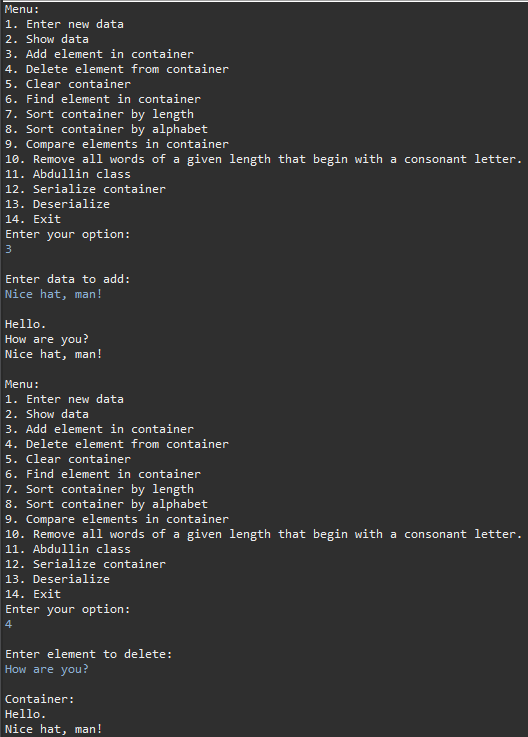 Menu:
1. Enter new data
2. Show data
3. Add element in container
4. Delete element from container
5. Clear container
6. Find element in container
7. Sort container by length
8. Sort container by alphabet
9. Compare elements in container
10. Remove all words of a given length that begin with a consonant letter.
11. Abdullin class
12. Serialize container
13. Deserialize
14. Exit
Enter your option:
3
Enter data to add:
Nice hat, man!
Hello.
How are you?
Nice hat, man!
Menu:
1. Enter new data
2. Show data
3. Add element in container
4. Delete element from container
5. Clear container
6. Find element in container
7. Sort container by length
8. Sort container by alphabet
9. Compare elements in container
10. Remove all words of a given length that begin with a consonant letter.
11. Abdullin class
12. Serialize container
13. Deserialize
14. Exit
Enter your option:
4
Enter element to delete:
How are you?
Container:
Hello.
Nice hat, man!